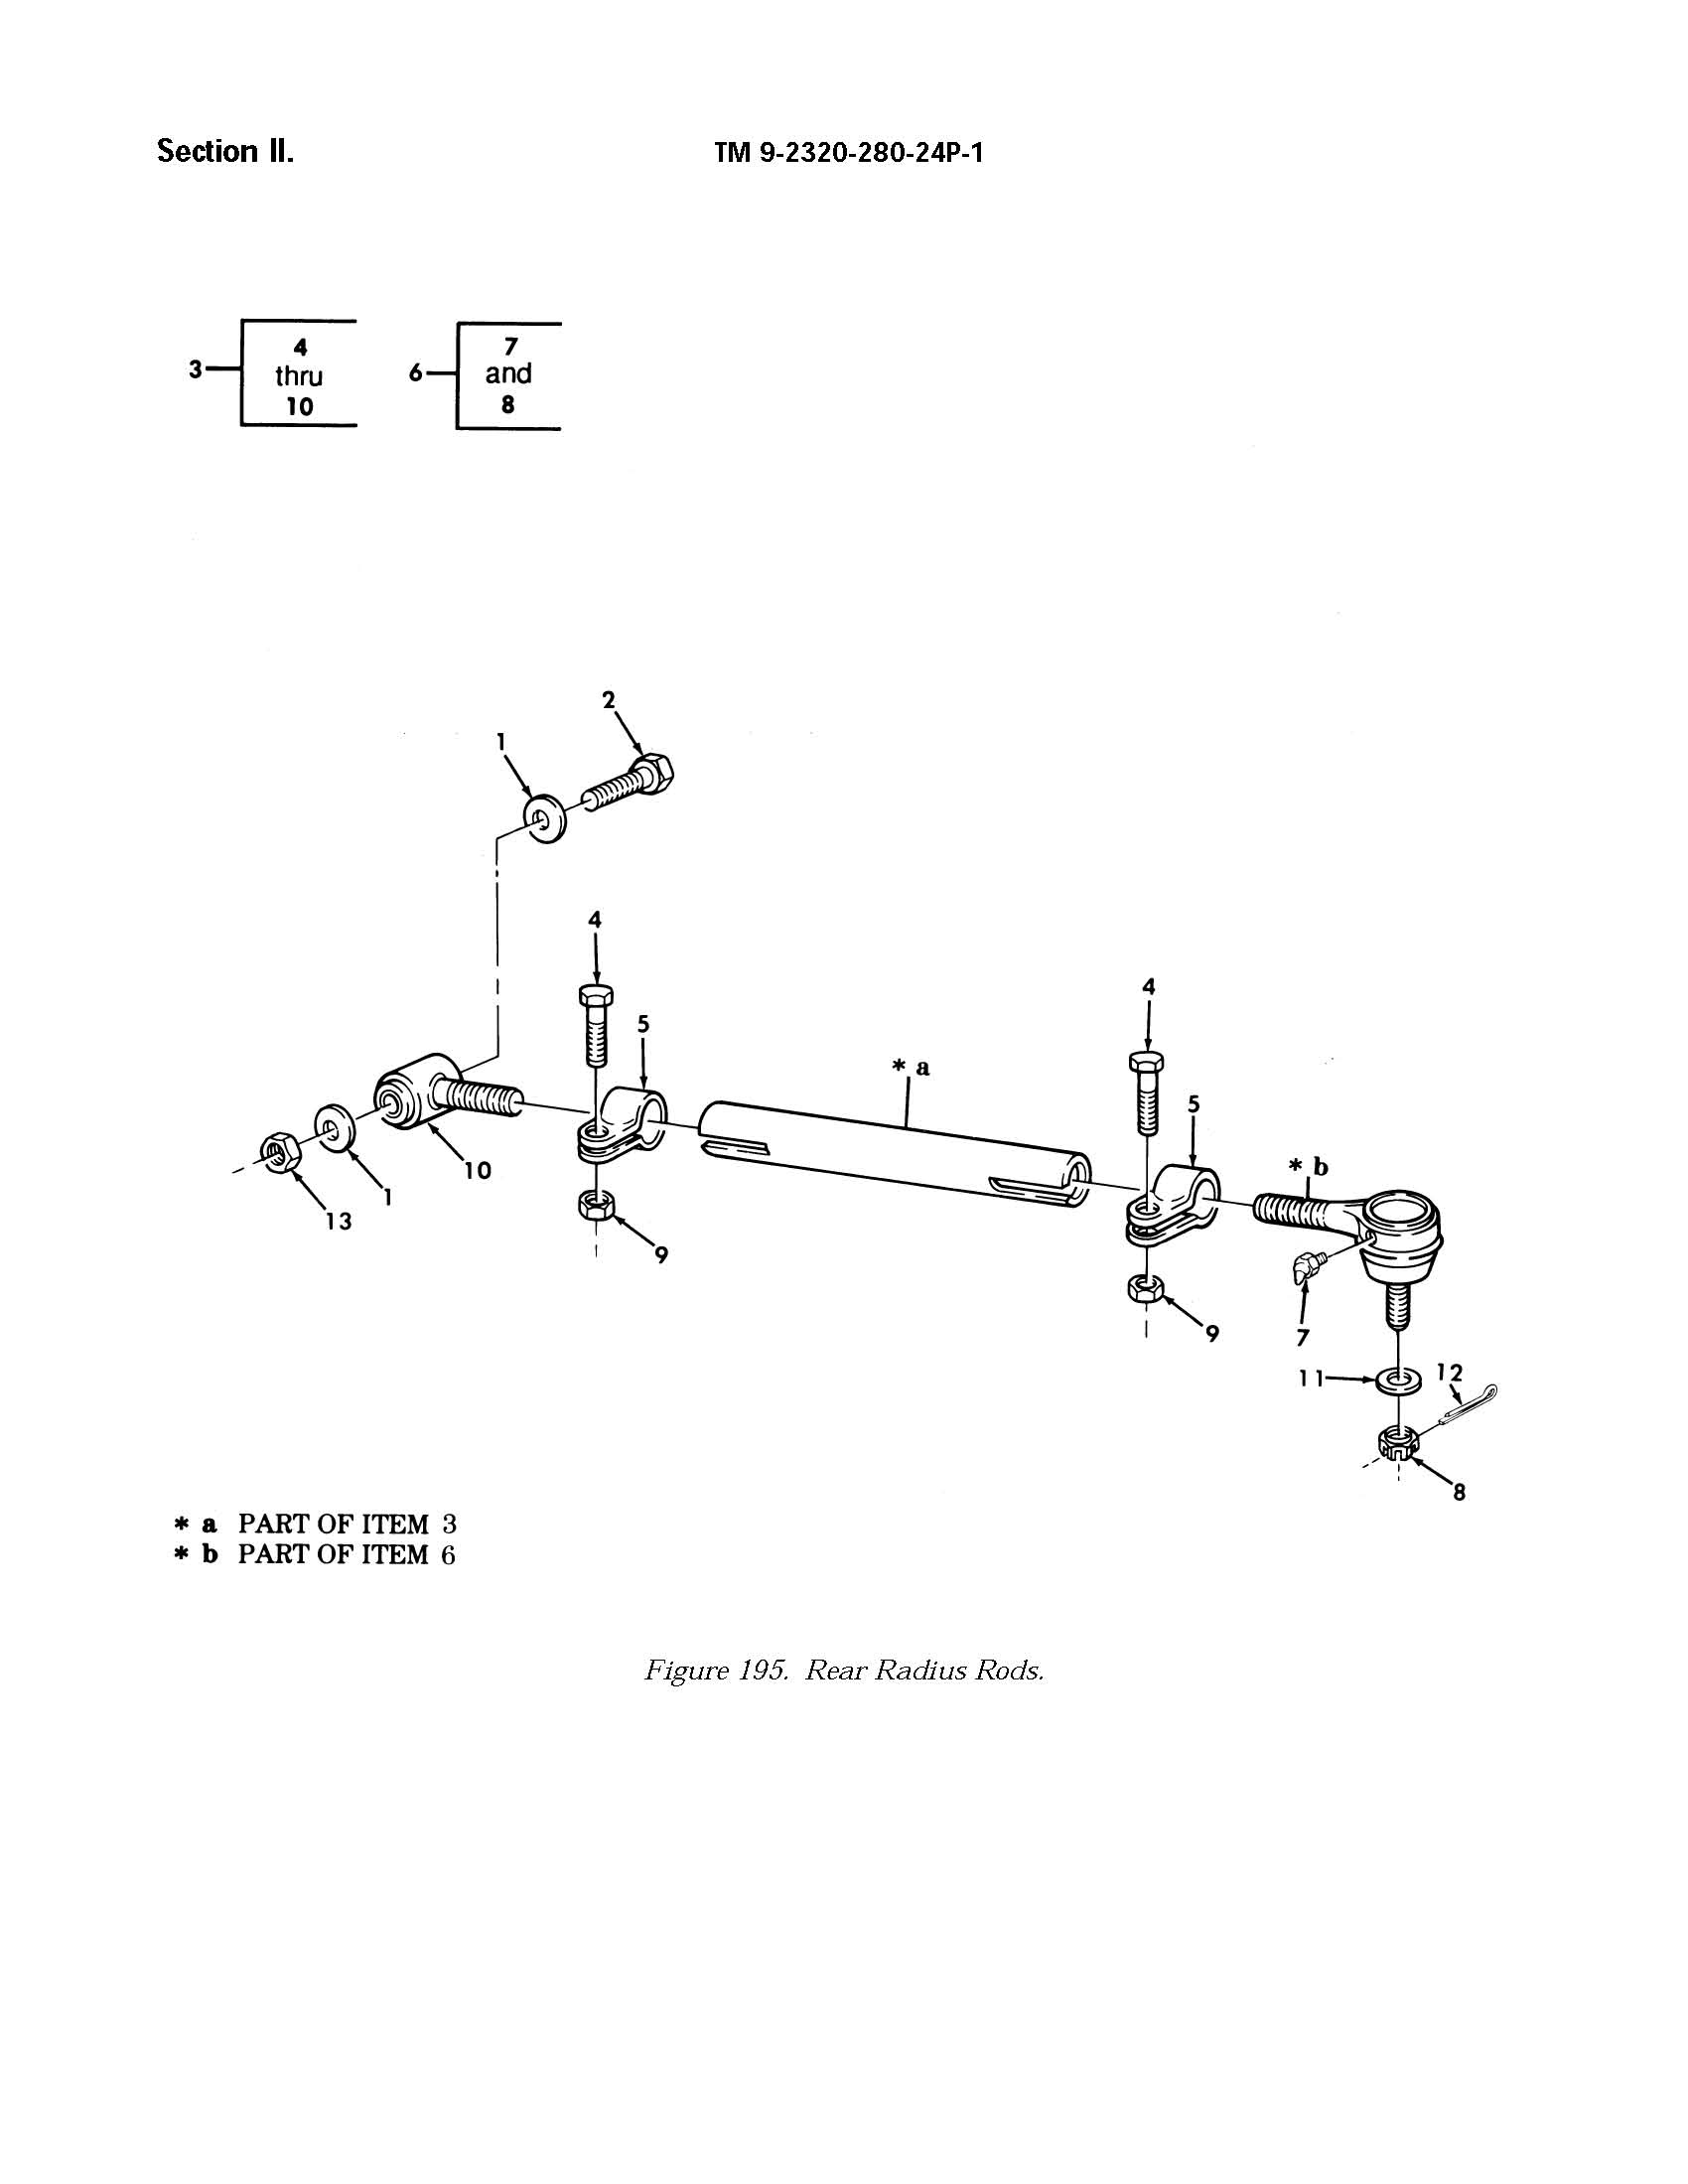 Section II.
TM 9-2320-280-24P-1
3
4
thru
10
6
7
and
8
2
1
4
4
5
* a
5
* b
10
1
13
9
9
7
11
12
8
* a PART OF ITEM 3
* b PART OF ITEM 6
Figure 195. Rear Radius Rods.